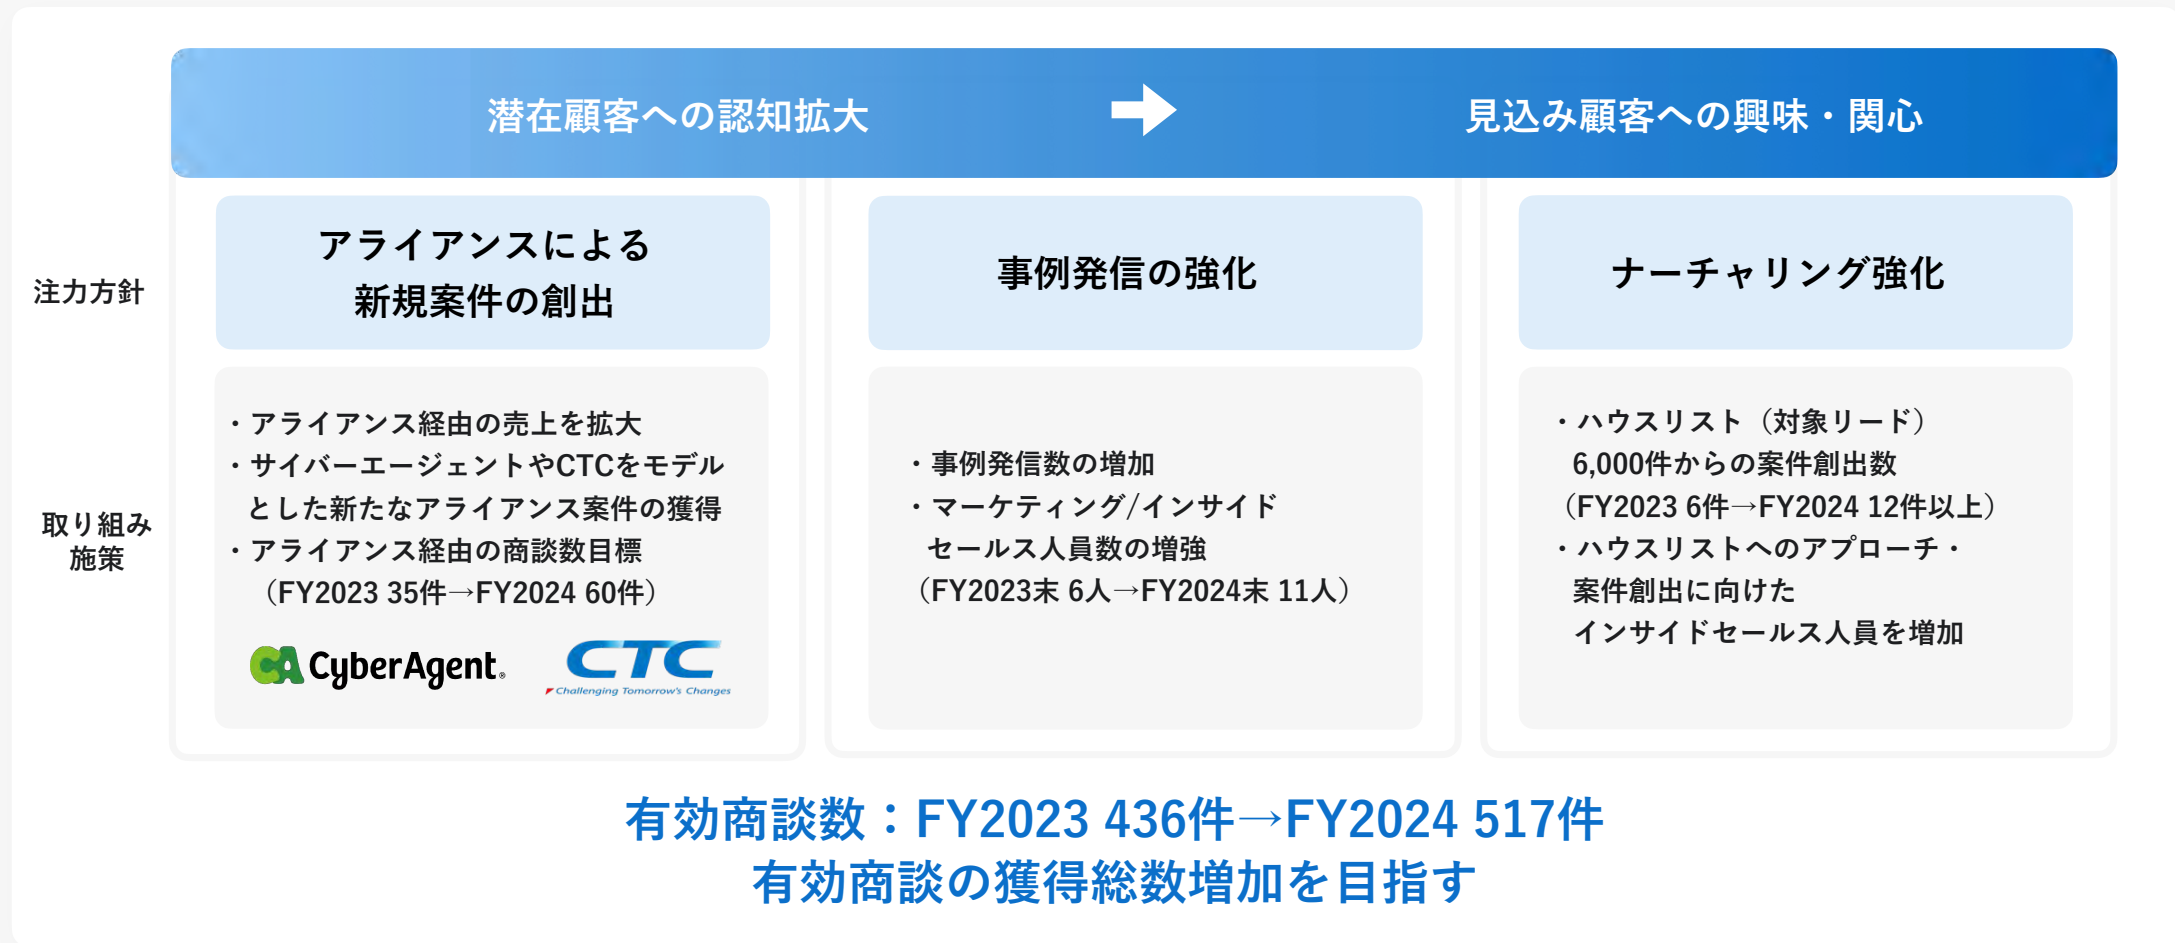 潜在顧客への認知拡大
見込み顧客への興味・関心
注力方針
アライアンスによる
新規案件の創出
事例発信の強化
ナーチャリング強化
取り組み
施策
・アライアンス経由の売上を拡大
・サイバーエージェントやCTCをモデル
とした新たなアライアンス案件の獲得
・アライアンス経由の商談数目標
（FY2023 35件→FY2024 60件）
CyberAgent®
CTC
Challenging Tomorrow's Changes
・事例発信数の増加
・マーケティング/インサイド
セールス人員数の増強
（FY2023末 6人→FY2024末 11人）
・ハウスリスト（対象リード）
6,000件からの案件創出数
（FY2023 6件→FY2024 12件以上）
・ハウスリストへのアプローチ・
案件創出に向けた
インサイドセールス人員を増加
有効商談数：FY2023 436件→FY2024 517件
有効商談の獲得総数増加を目指す